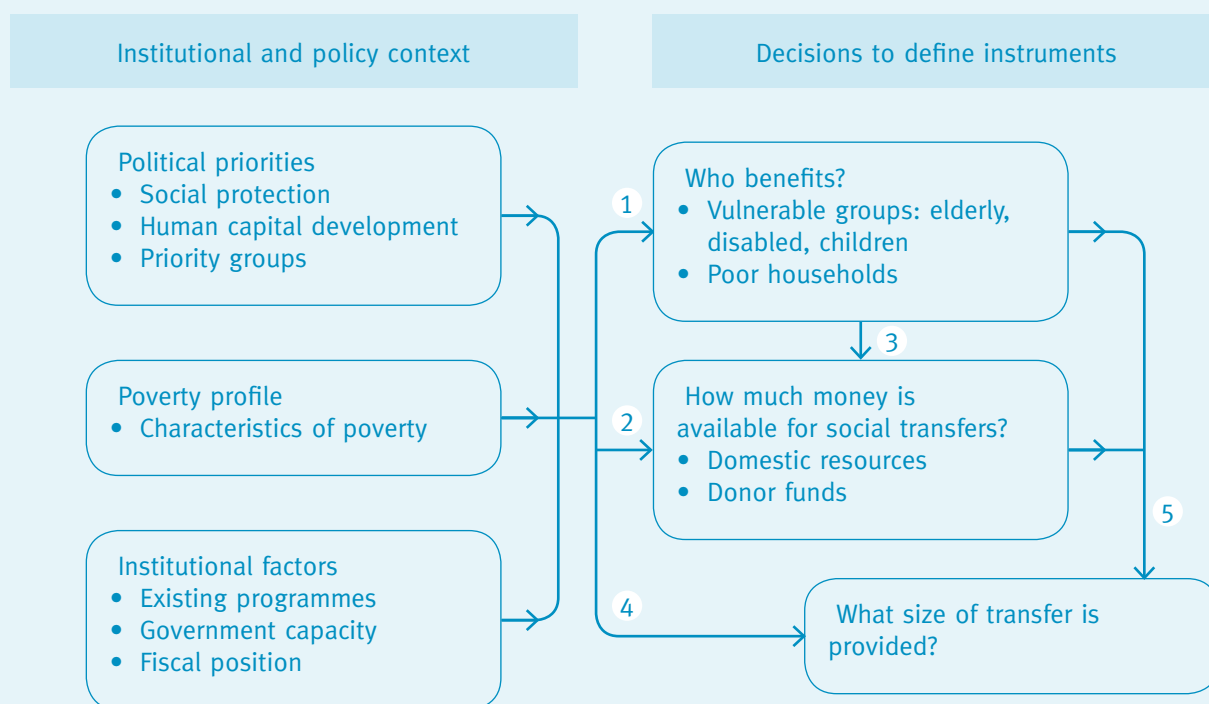 Institutional and policy context
Decisions to define instruments
Political priorities
• Social protection
• Human capital development
• Priority groups
Poverty profile
• Characteristics of poverty
Institutional factors
• Existing programmes
• Government capacity
• Fiscal position
1
2
4
Who benefits?
• Vulnerable groups: elderly,
disabled, children
• Poor households
3
How much money is
available for social transfers?
• Domestic resources
• Donor funds
5
What size of transfer is
provided?